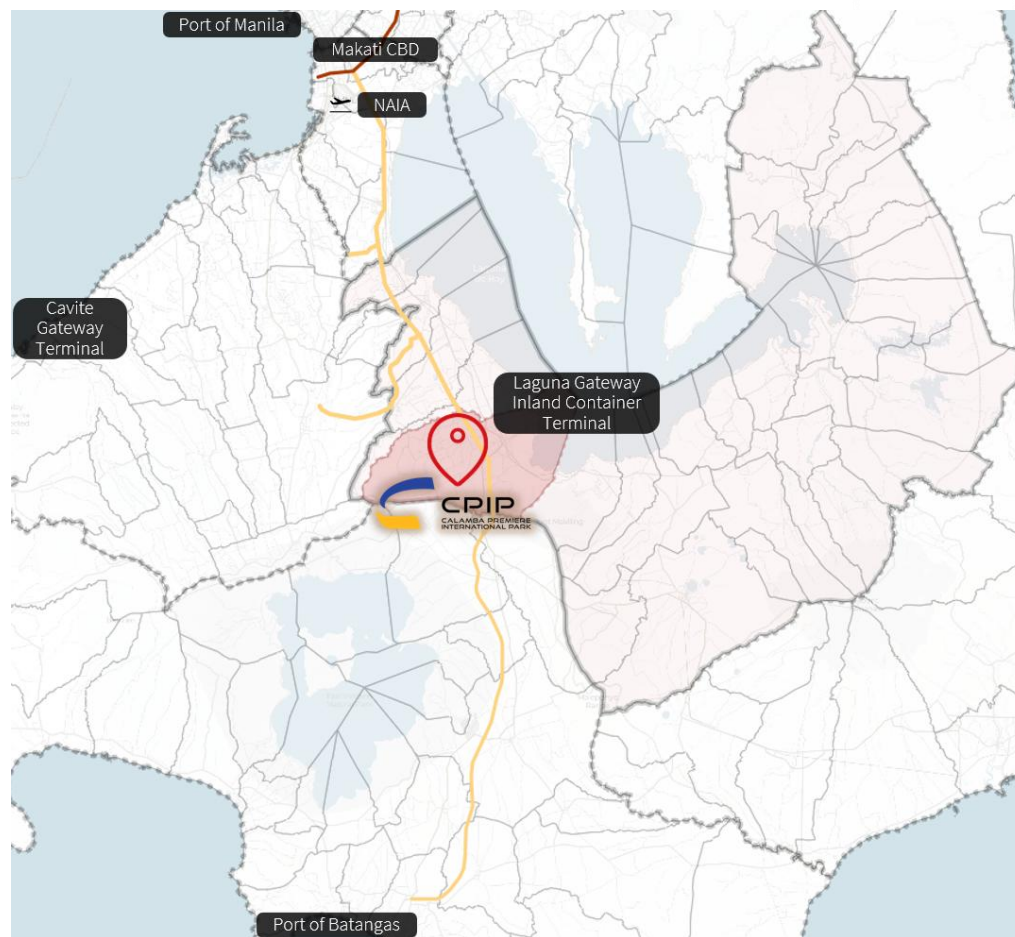 Port of Manila
Makati CBD
NAIA
Cavite
Gateway
Terminal
Laguna Gateway
Inland Container
Terminal
CPIP
CALAMBA PREMIERE
INTERNATIONAL PARK
Port of Batangas